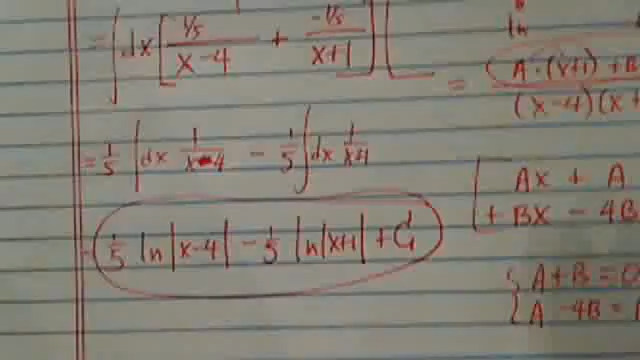 = ∫ dx [ 1/5 / x-4 + -1/5 / x+1 ]
= 1/5 ∫ dx 1/x-4 - 1/5 ∫ dx 1/x+1
1/5 ln|x-4| - 1/5 ln|x+1| + C
ln
= A·(x+1) + B
(x-4)(x+
Ax + A
+ Bx - 4B
A+B=0
A-4B=1